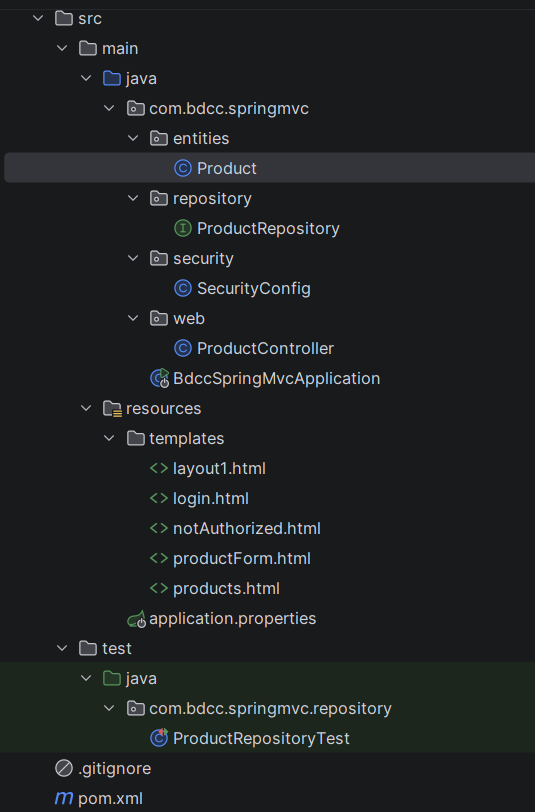 src
main
java
com.bdcc.springmvc
entities
Product
repository
ProductRepository
security
SecurityConfig
web
ProductController
BdccSpringMvcApplication
resources
templates
layout1.html
login.html
notAuthorized.html
productForm.html
products.html
application.properties
test
java
com.bdcc.springmvc.repository
ProductRepositoryTest
.gitignore
pom.xml